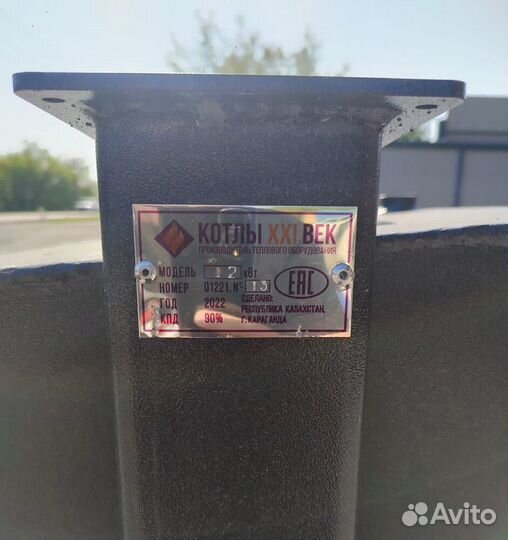 КОТЛЫ XXI ВЕК
ПРОИЗВОДИТЕЛЬ ТЕПЛОВОГО ОБОРУДОВАНИЯ
МОДЕЛЬ 12 кВт
НОМЕР 01221. N° 13
ГОД 2022
КПД 90%
EAC
СДЕЛАНО:
РЕСПУБЛИКА КАЗАХСТАН,
Г. КАРАГАНДА
Avito